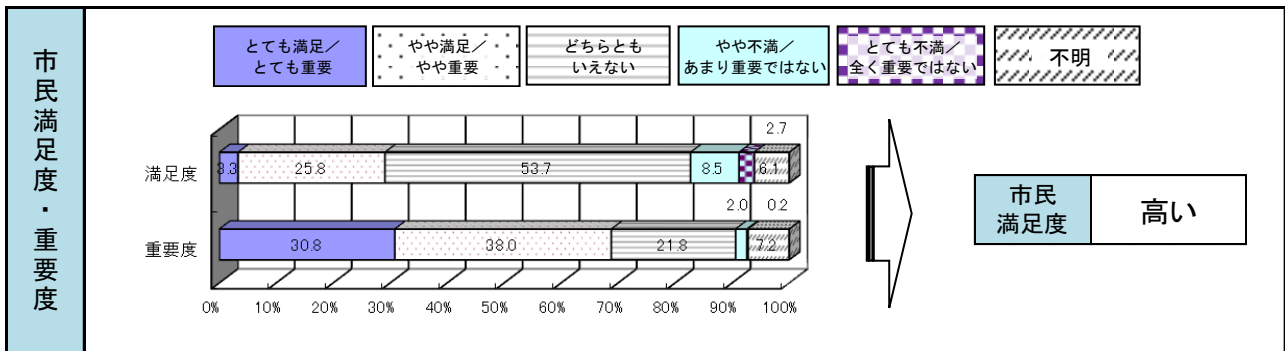 市民満足度・重要度
とても満足／
とても重要
やや満足／
やや重要
どちらとも
いえない
やや不満／
あまり重要ではない
とても不満／
全く重要ではない
不明
2.7
満足度
3.3
25.8
53.7
8.5
6.1
2.0
0.2
重要度
30.8
38.0
21.8
7.2
0%
10%
20%
30%
40%
50%
60%
70%
80%
90%
100%
市民
満足度
高い